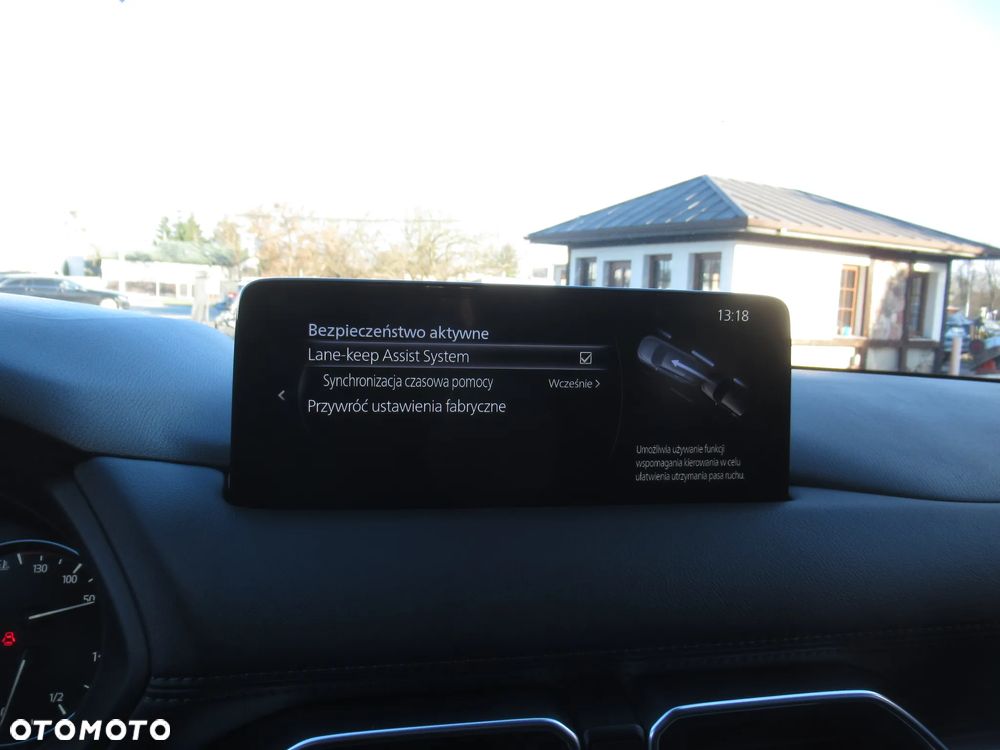 13:18
Bezpieczeństwo aktywne
Lane-keep Assist System
Synchronizacja czasowa pomocy
Wcześnie >
Przywróć ustawienia fabryczne
Umożliwia używanie funkcji
wspomagania kierowania w celu
ułatwienia utrzymania pasa ruchu.
130
100
50
1/2
OTOMOTO